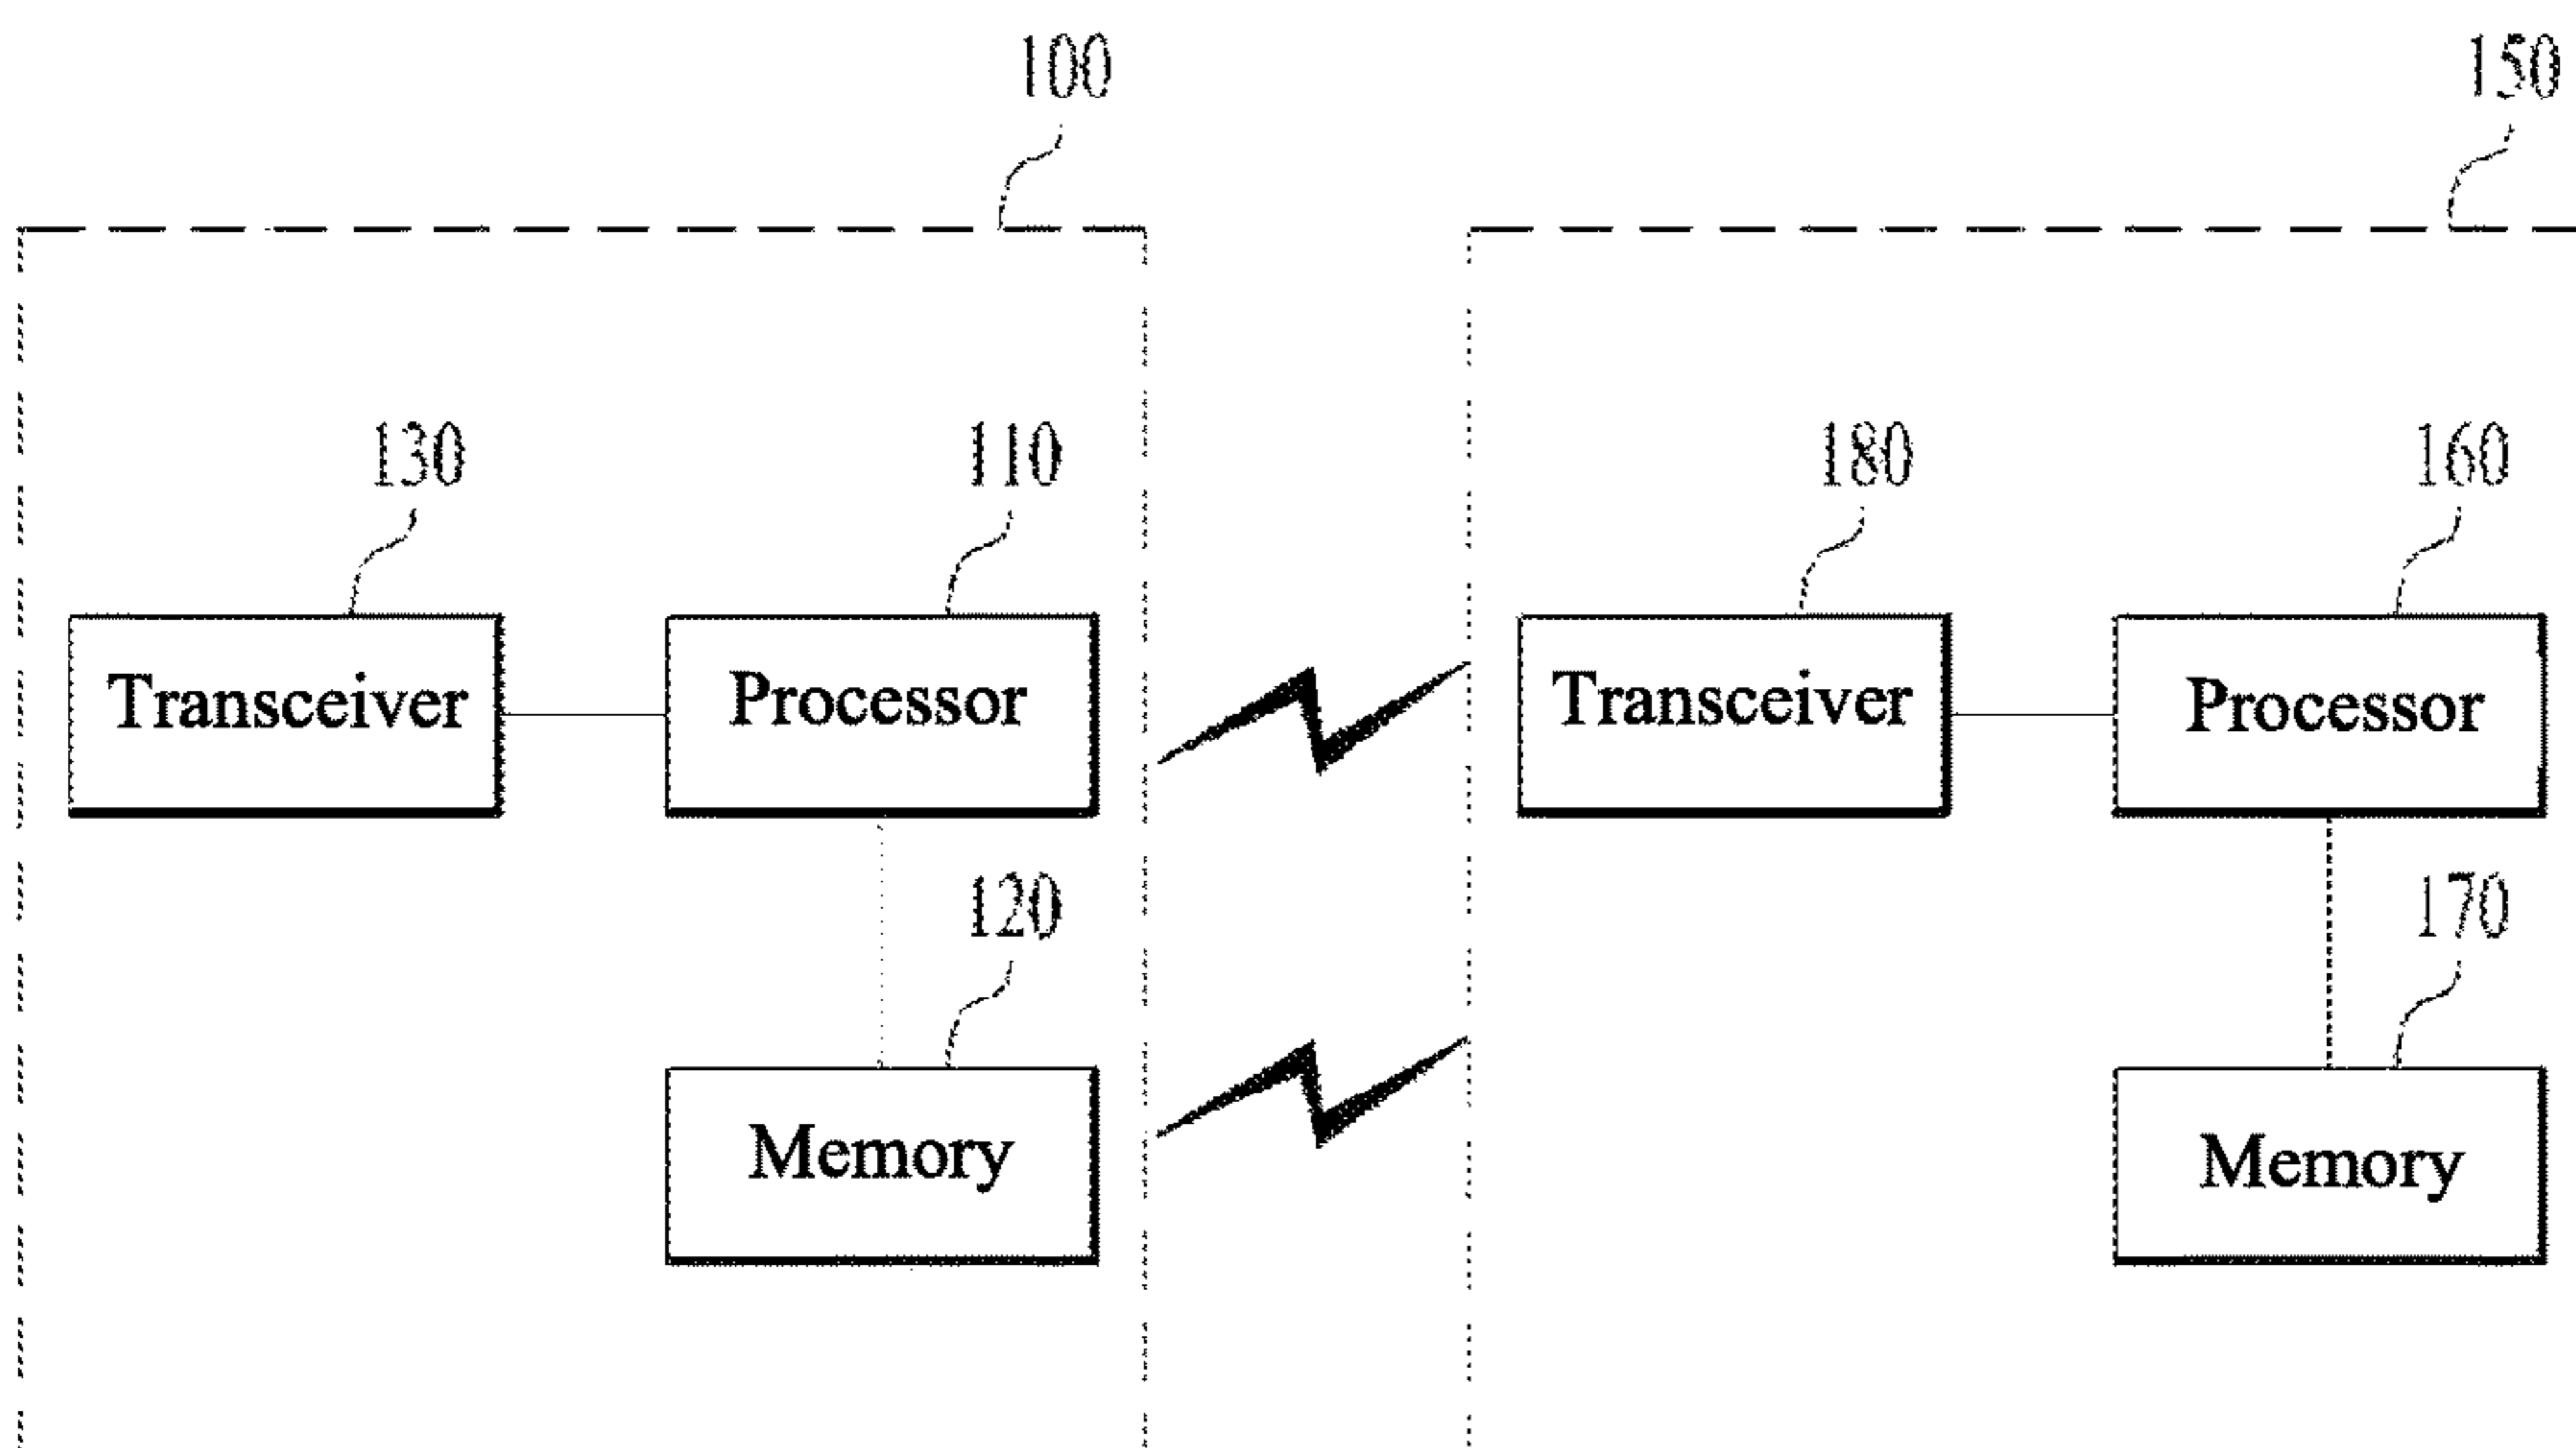 100 150
130 110 180 160
Transceiver Processor Transceiver Processor
120 170
Memory Memory